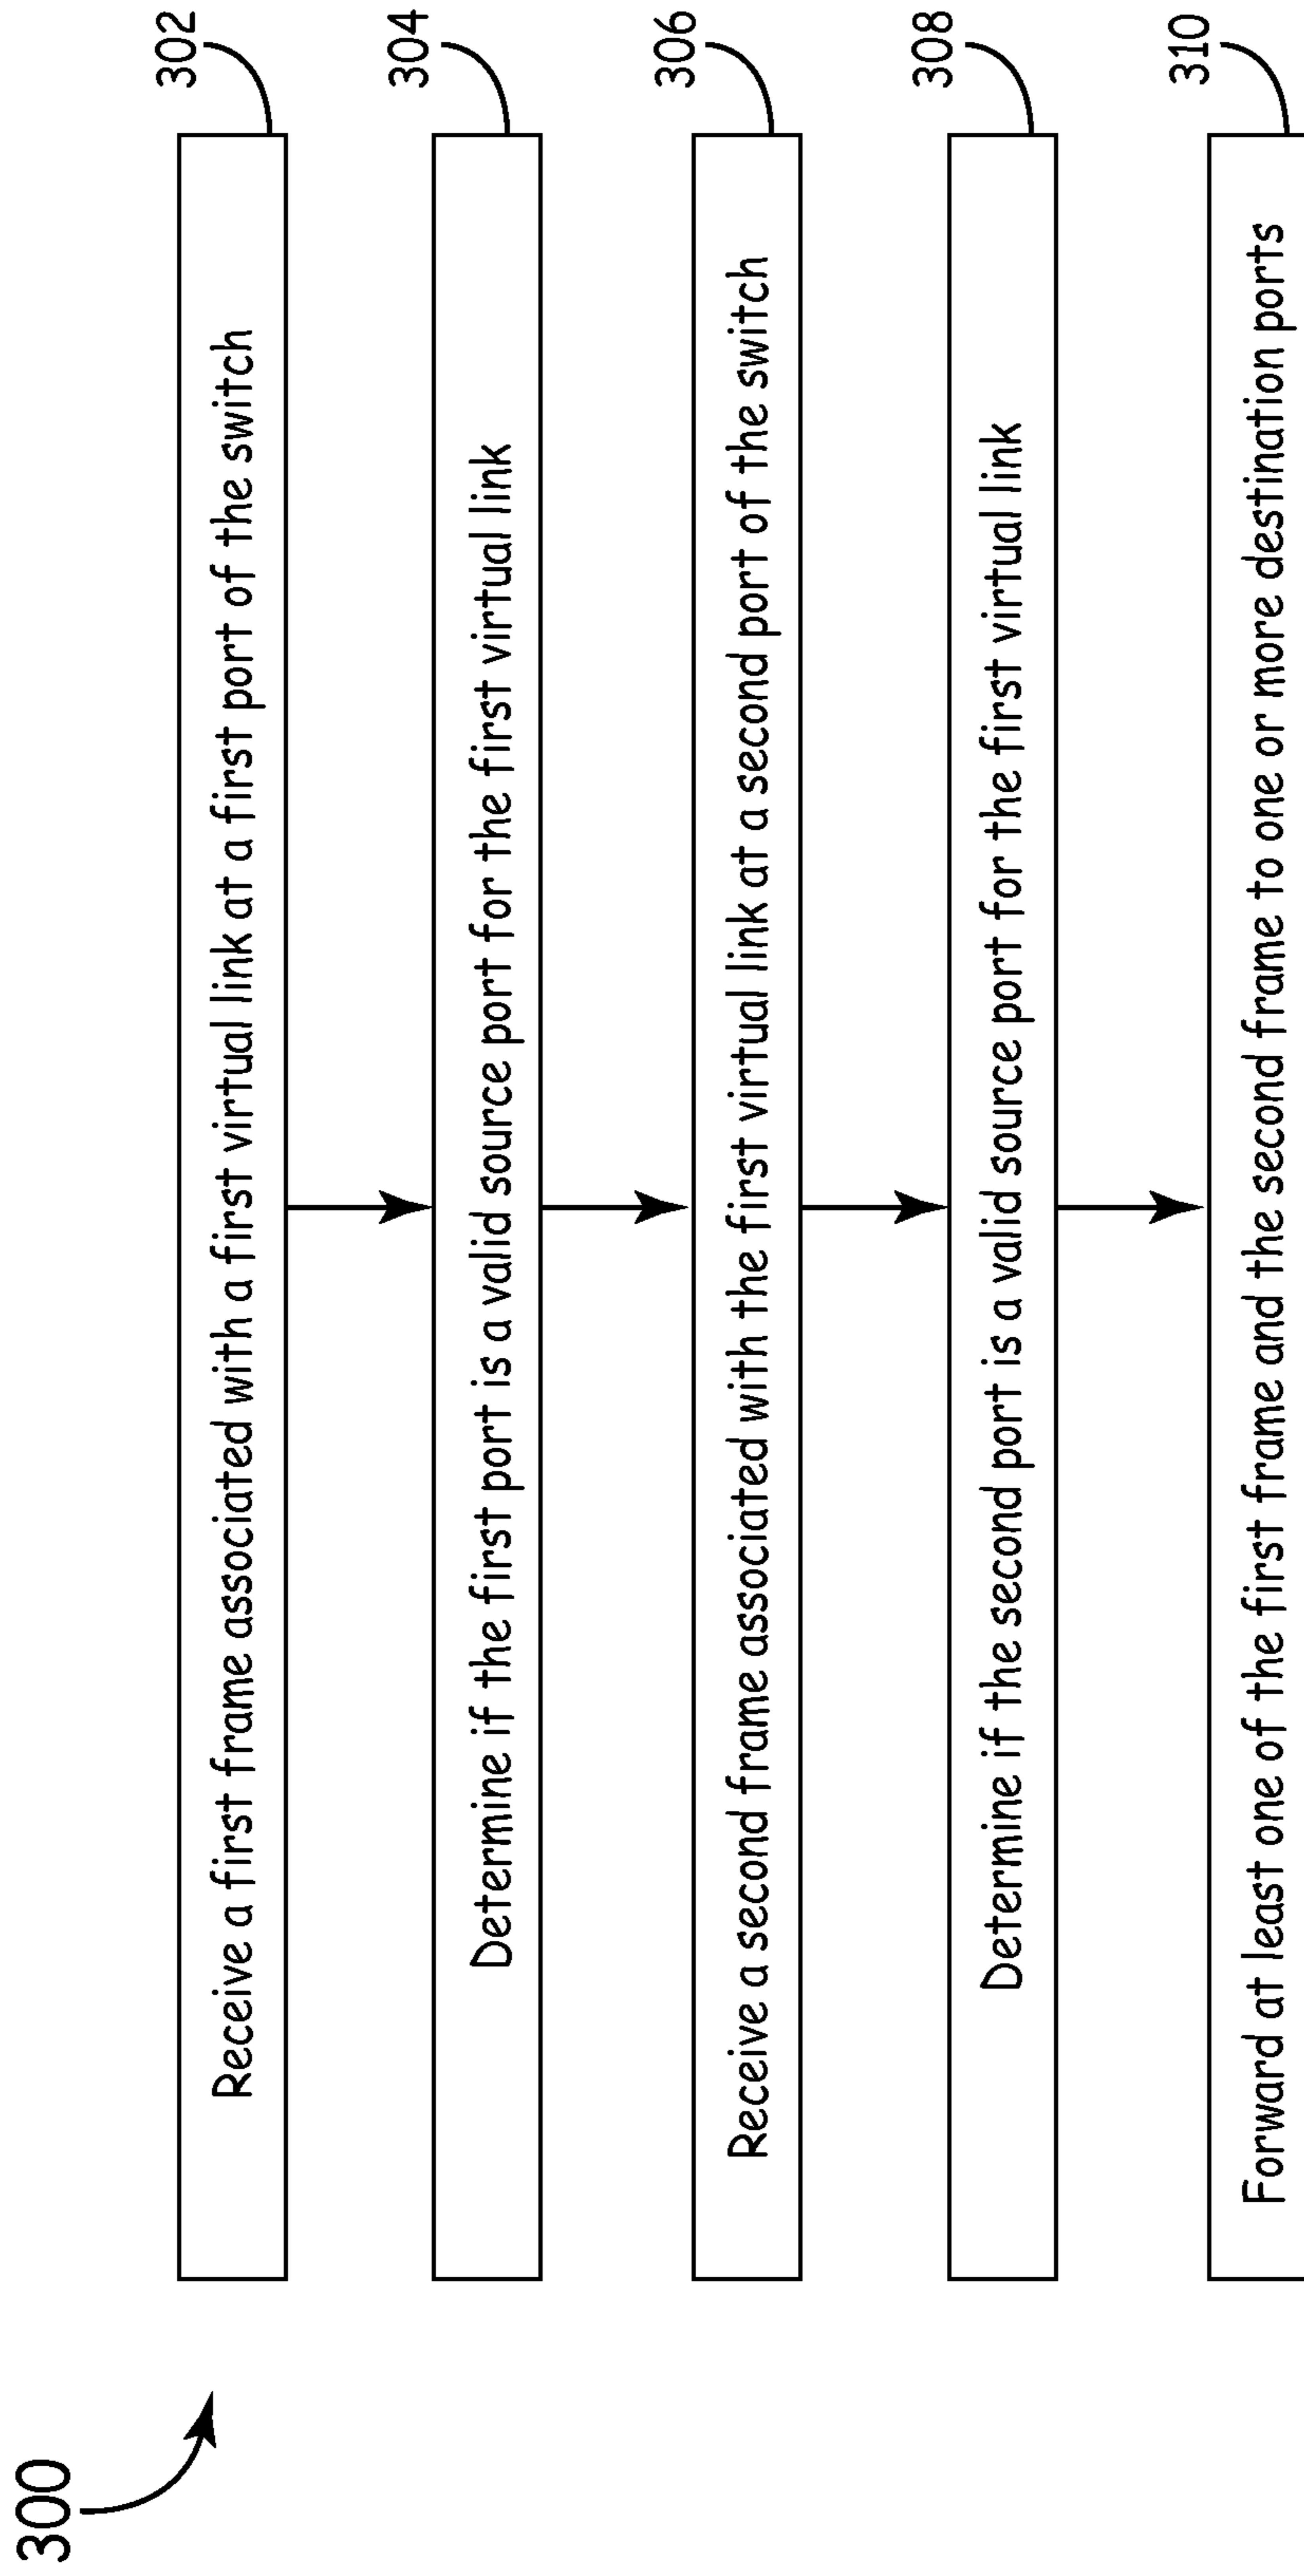 300
302
Receive a first frame associated with a first virtual link at a first port of the switch
304
Determine if the first port is a valid source port for the first virtual link
306
Receive a second frame associated with the first virtual link at a second port of the switch
308
Determine if the second port is a valid source port for the first virtual link
310
Forward at least one of the first frame and the second frame to one or more destination ports